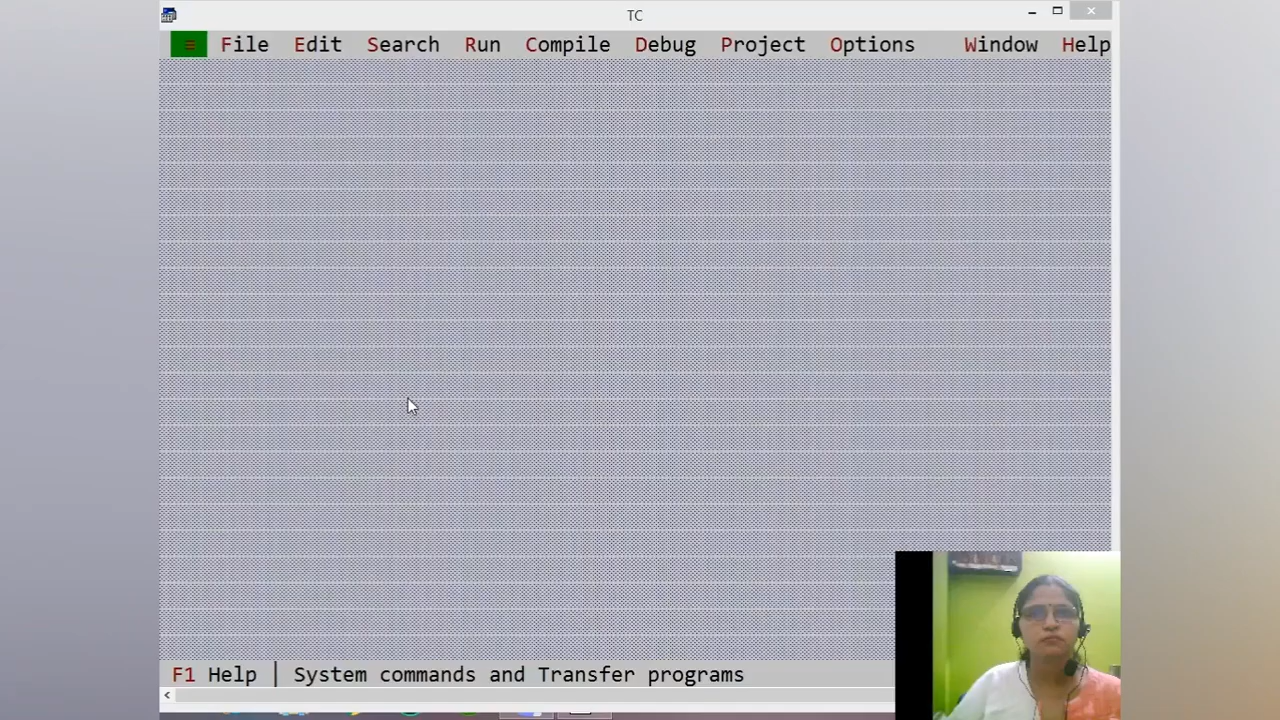 TC
≡ File Edit Search Run Compile Debug Project Options Window Help
F1 Help │ System commands and Transfer programs